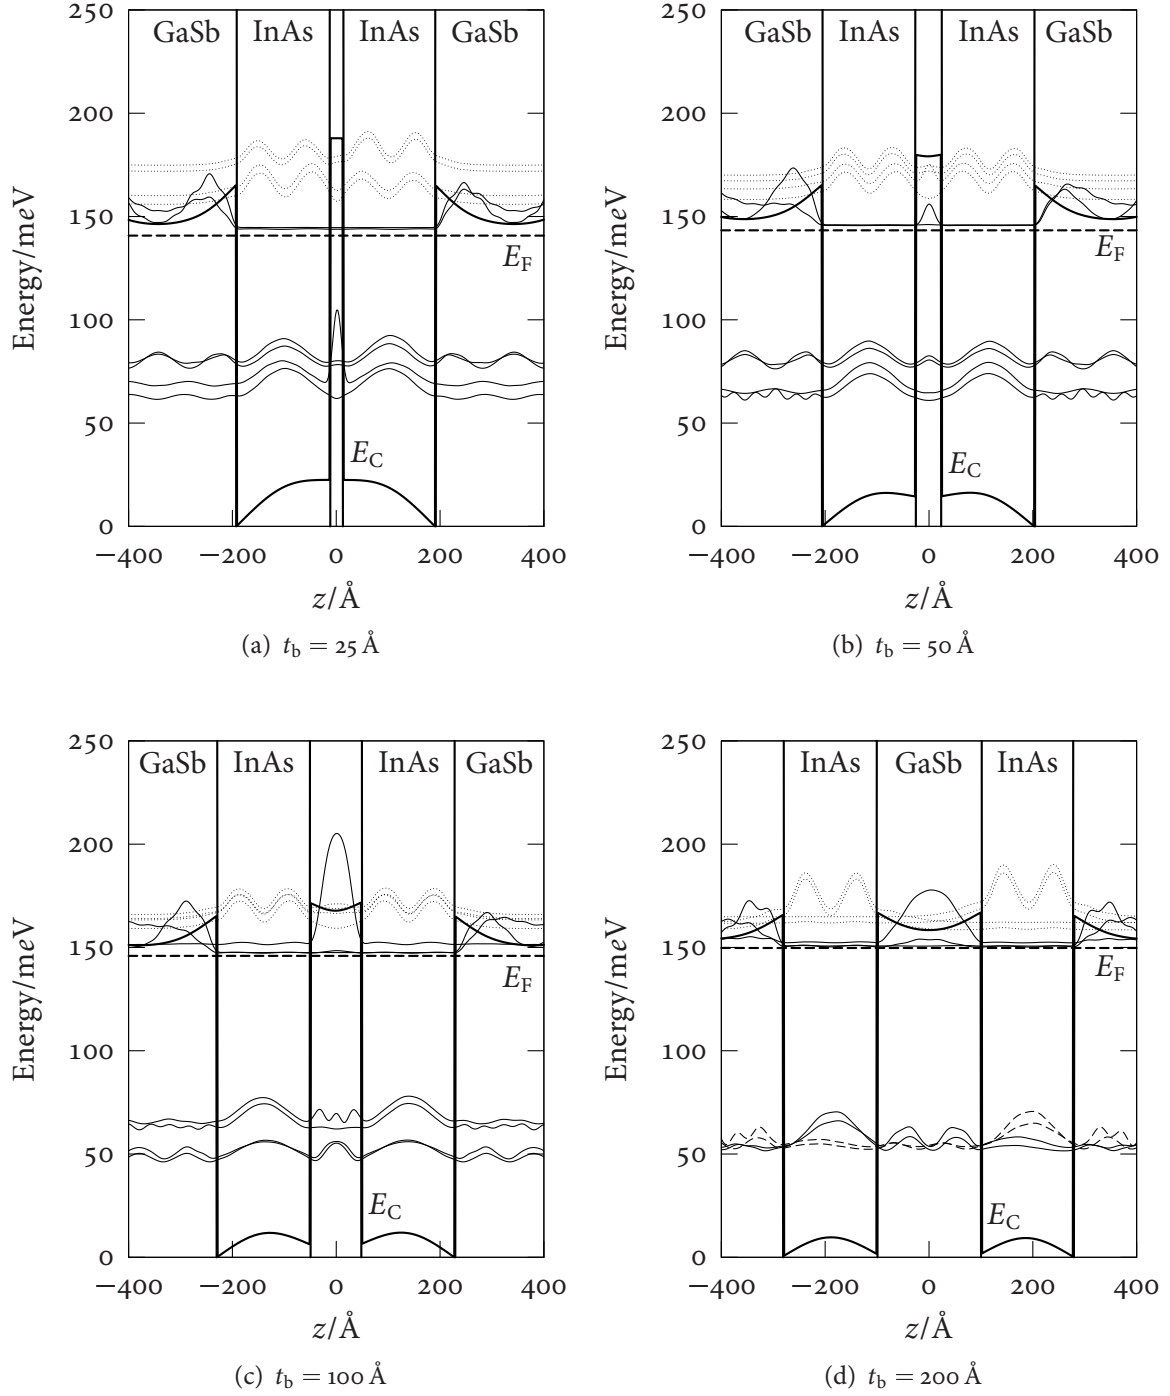 250
200
150
100
50
0
Energy/meV
GaSb InAs InAs GaSb
E_F
E_C
−400 −200 0 200 400
z/Å
(a) t_b = 25 Å
250
200
150
100
50
0
Energy/meV
GaSb InAs InAs GaSb
E_F
E_C
−400 −200 0 200 400
z/Å
(b) t_b = 50 Å
250
200
150
100
50
0
Energy/meV
GaSb InAs InAs GaSb
E_F
E_C
−400 −200 0 200 400
z/Å
(c) t_b = 100 Å
250
200
150
100
50
0
Energy/meV
InAs GaSb InAs
E_F
E_C
−400 −200 0 200 400
z/Å
(d) t_b = 200 Å